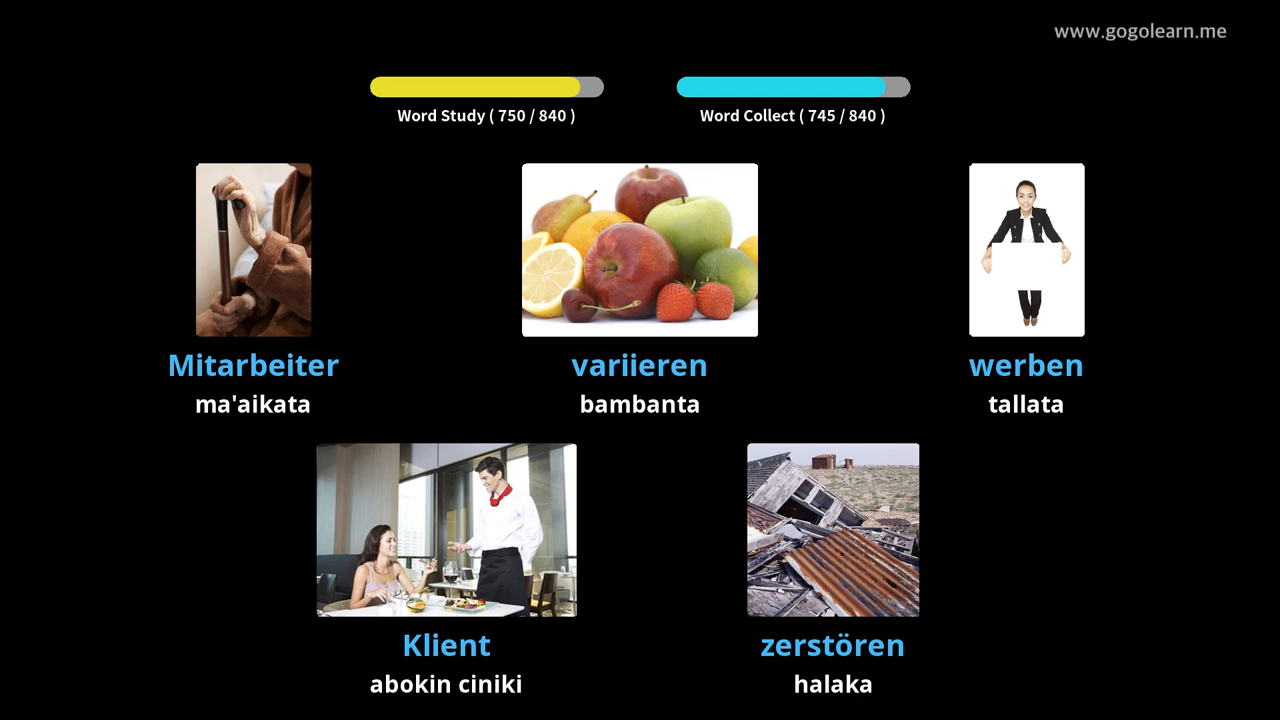 www.gogolearn.me
Word Study ( 750 / 840 )
Word Collect ( 745 / 840 )
Mitarbeiter
ma'aikata
variieren
bambanta
werben
tallata
Klient
abokin ciniki
zerstören
halaka